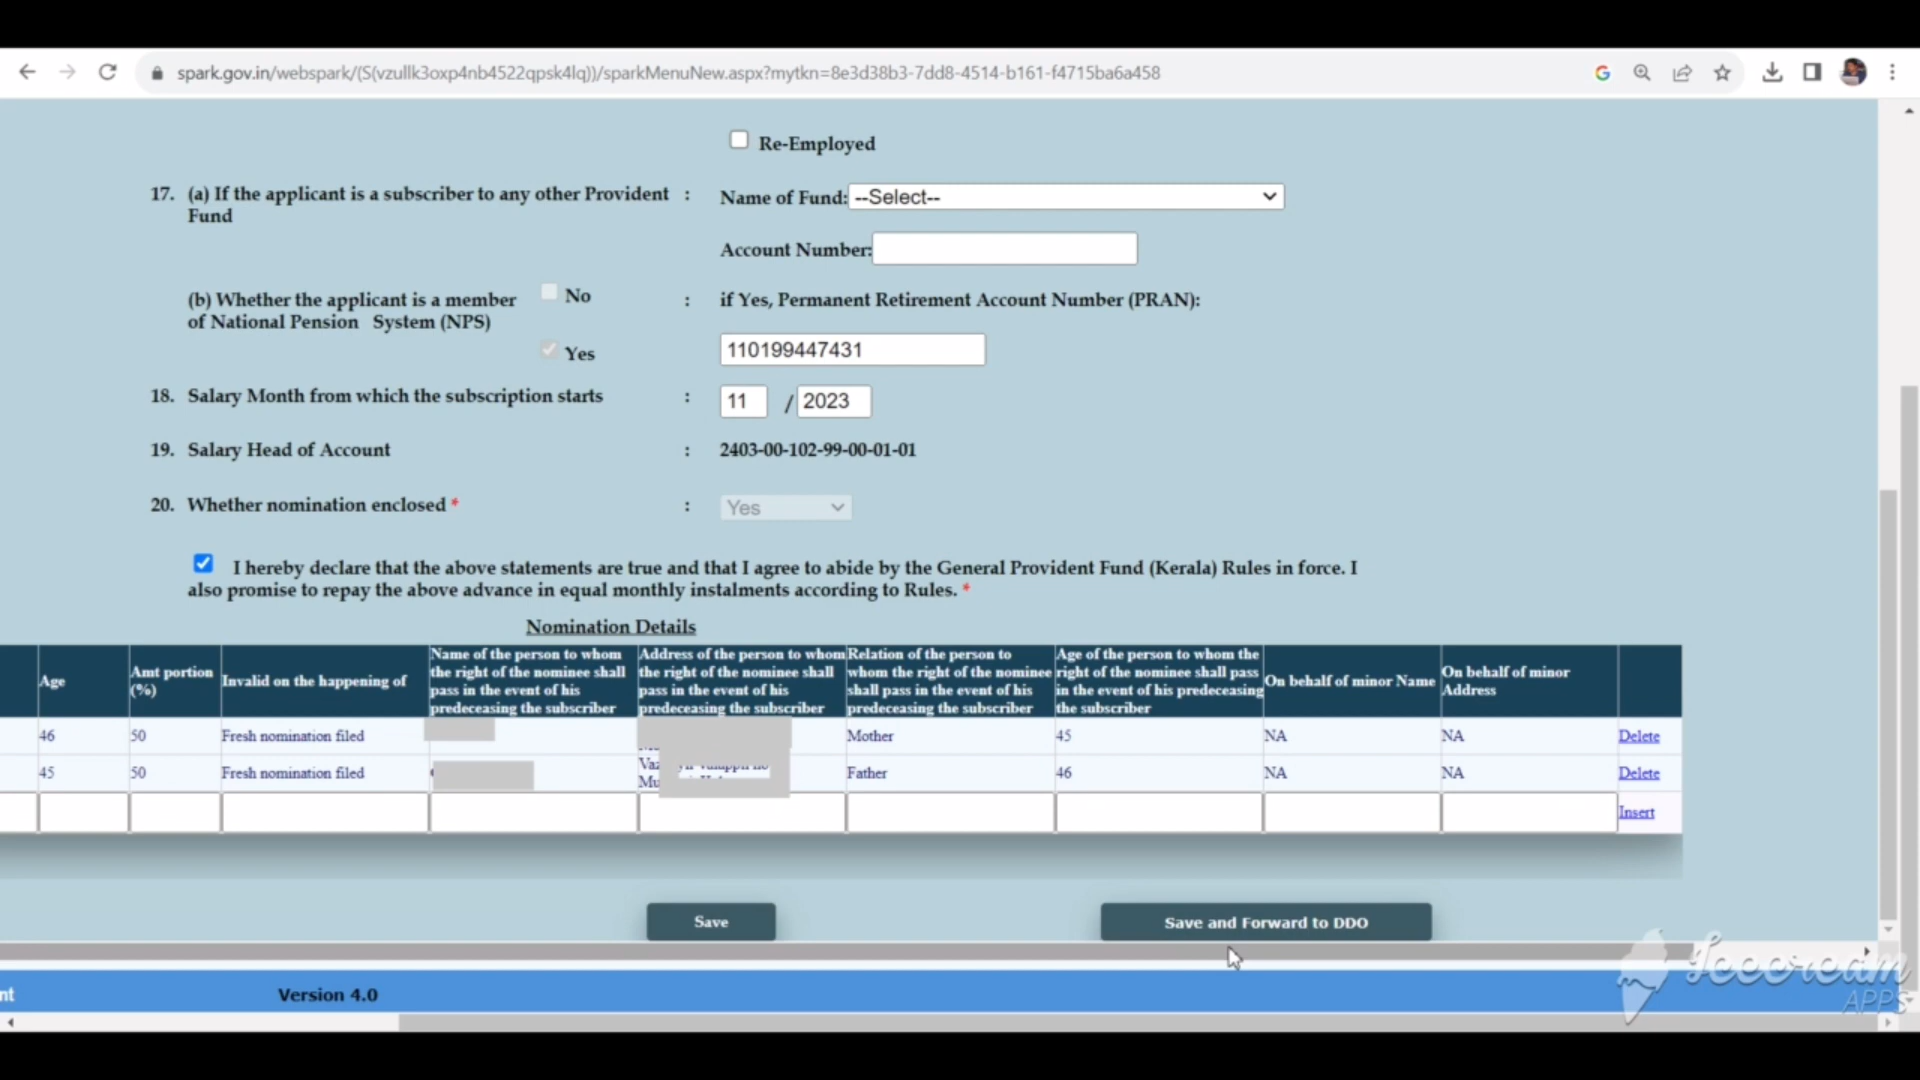 spark.gov.in/webspark/(S(vzullk3oxp4nb4522qpsk4lq))/sparkMenuNew.aspx?mytkn=8e3d38b3-7dd8-4514-b161-f4715ba6a458
Re-Employed
17. (a) If the applicant is a subscriber to any other Provident : Name of Fund: --Select--
Fund
Account Number:
(b) Whether the applicant is a member No : if Yes, Permanent Retirement Account Number (PRAN):
of National Pension System (NPS)
Yes 110199447431
18. Salary Month from which the subscription starts : 11 / 2023
19. Salary Head of Account : 2403-00-102-99-00-01-01
20. Whether nomination enclosed * : Yes
I hereby declare that the above statements are true and that I agree to abide by the General Provident Fund (Kerala) Rules in force. I
also promise to repay the above advance in equal monthly instalments according to Rules. *
Nomination Details
Age
Amt portion
(%)
Invalid on the happening of
Name of the person to whom
the right of the nominee shall
pass in the event of his
predeceasing the subscriber
Address of the person to whom
the right of the nominee shall
pass in the event of his
predeceasing the subscriber
Relation of the person to
whom the right of the nominee
shall pass in the event of his
predeceasing the subscriber
Age of the person to whom the
right of the nominee shall pass
in the event of his predeceasing
the subscriber
On behalf of minor Name
On behalf of minor
Address
46 50 Fresh nomination filed Mother 45 NA NA Delete
45 50 Fresh nomination filed Father 46 NA NA Delete
Insert
Save Save and Forward to DDO
nt Version 4.0
Icecream
APPS